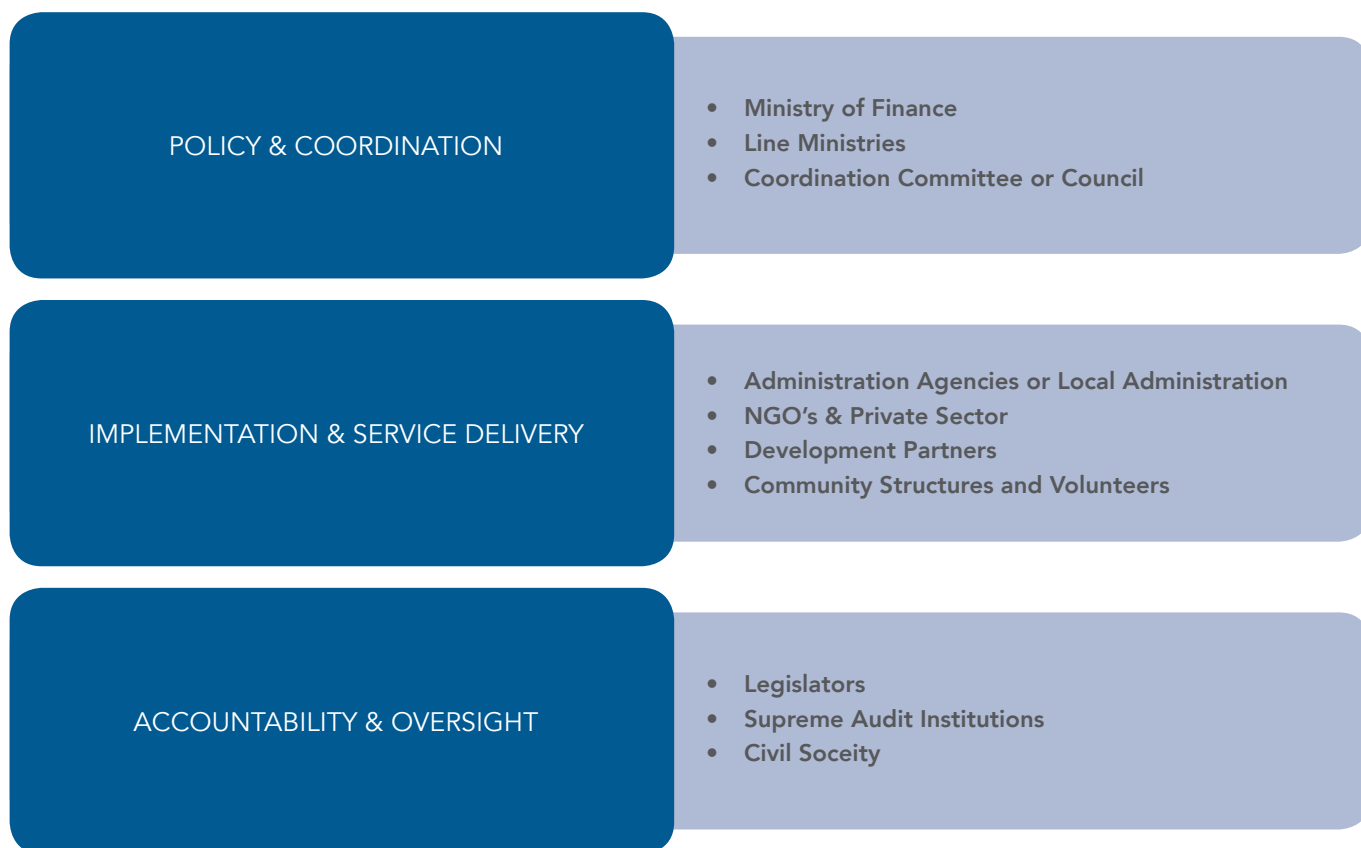 POLICY & COORDINATION
• Ministry of Finance
• Line Ministries
• Coordination Committee or Council
IMPLEMENTATION & SERVICE DELIVERY
• Administration Agencies or Local Administration
• NGO’s & Private Sector
• Development Partners
• Community Structures and Volunteers
ACCOUNTABILITY & OVERSIGHT
• Legislators
• Supreme Audit Institutions
• Civil Soceity